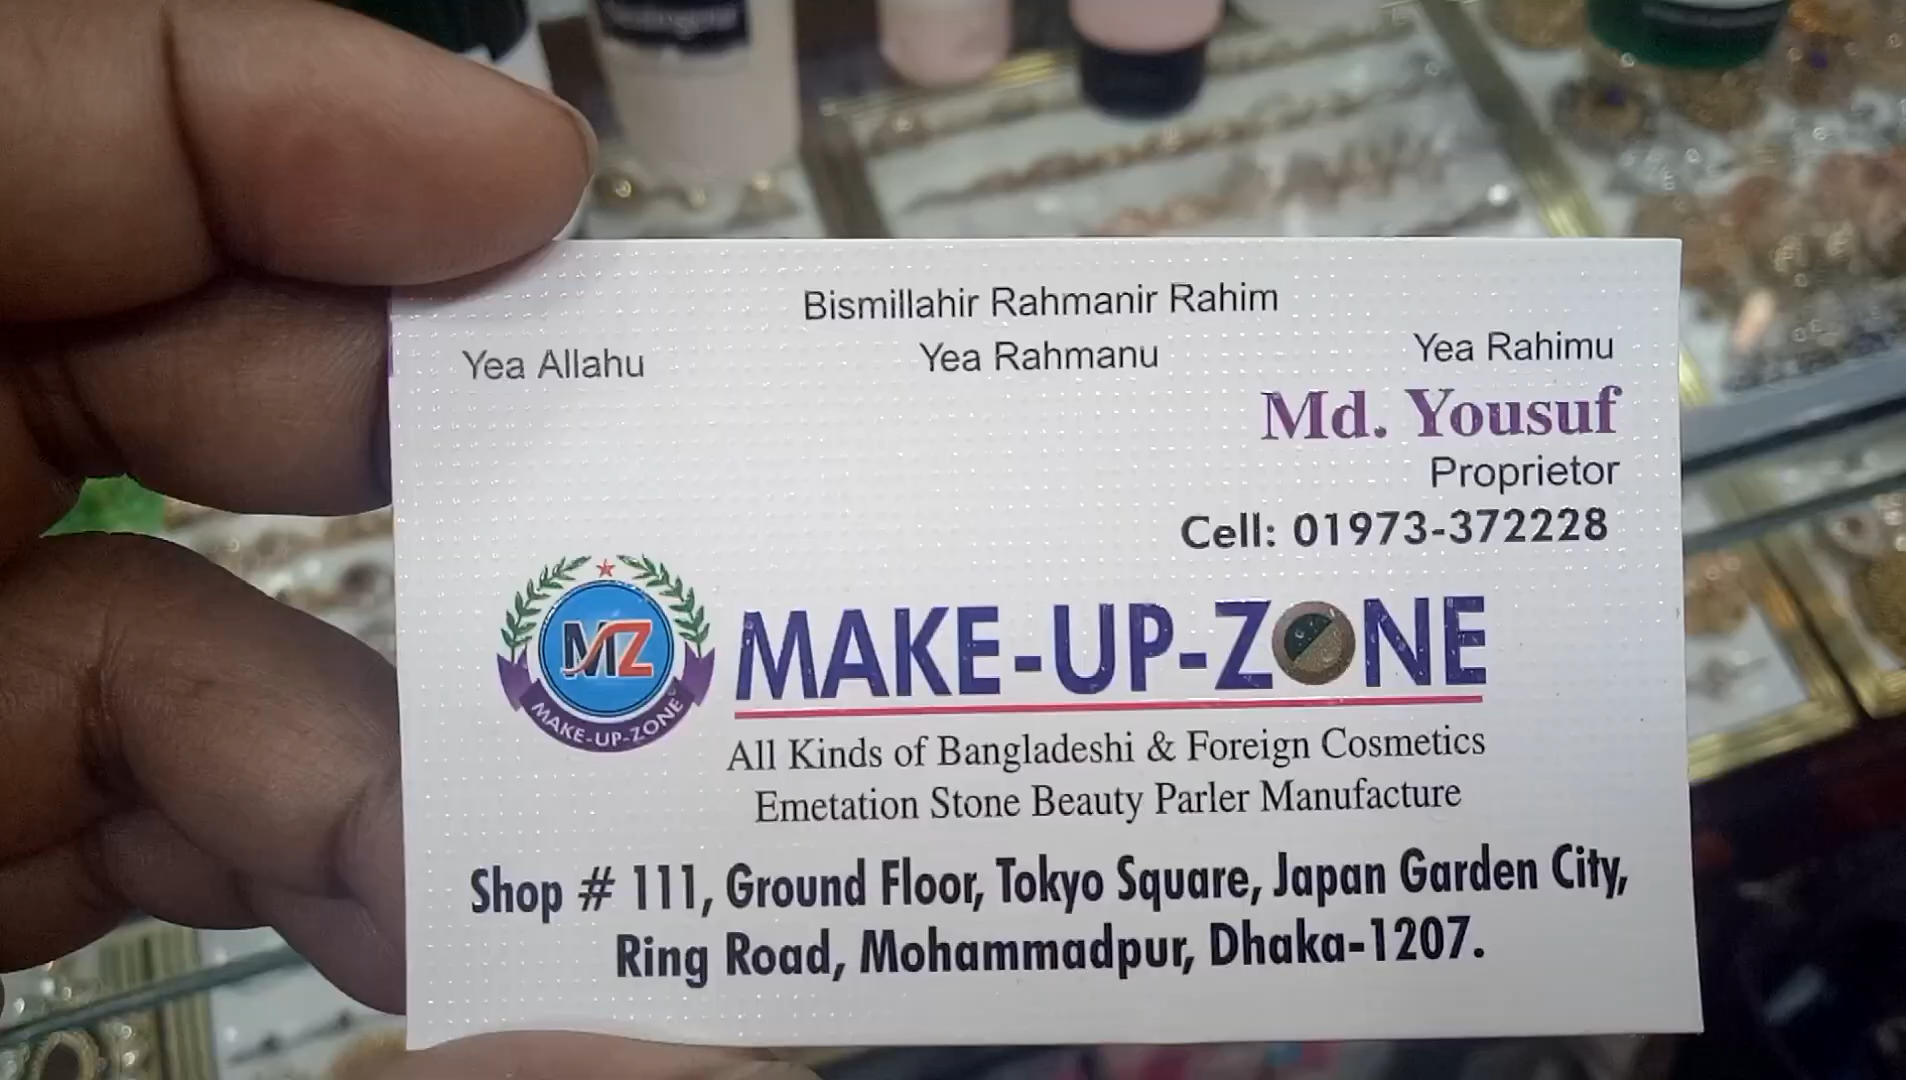 Bismillahir Rahmanir Rahim
Yea Allahu Yea Rahmanu Yea Rahimu
Md. Yousuf
Proprietor
Cell: 01973-372228
MZ
MAKE-UP-ZONE
MAKE-UP-ZONE
All Kinds of Bangladeshi & Foreign Cosmetics
Emetation Stone Beauty Parler Manufacture
Shop # 111, Ground Floor, Tokyo Square, Japan Garden City,
Ring Road, Mohammadpur, Dhaka-1207.